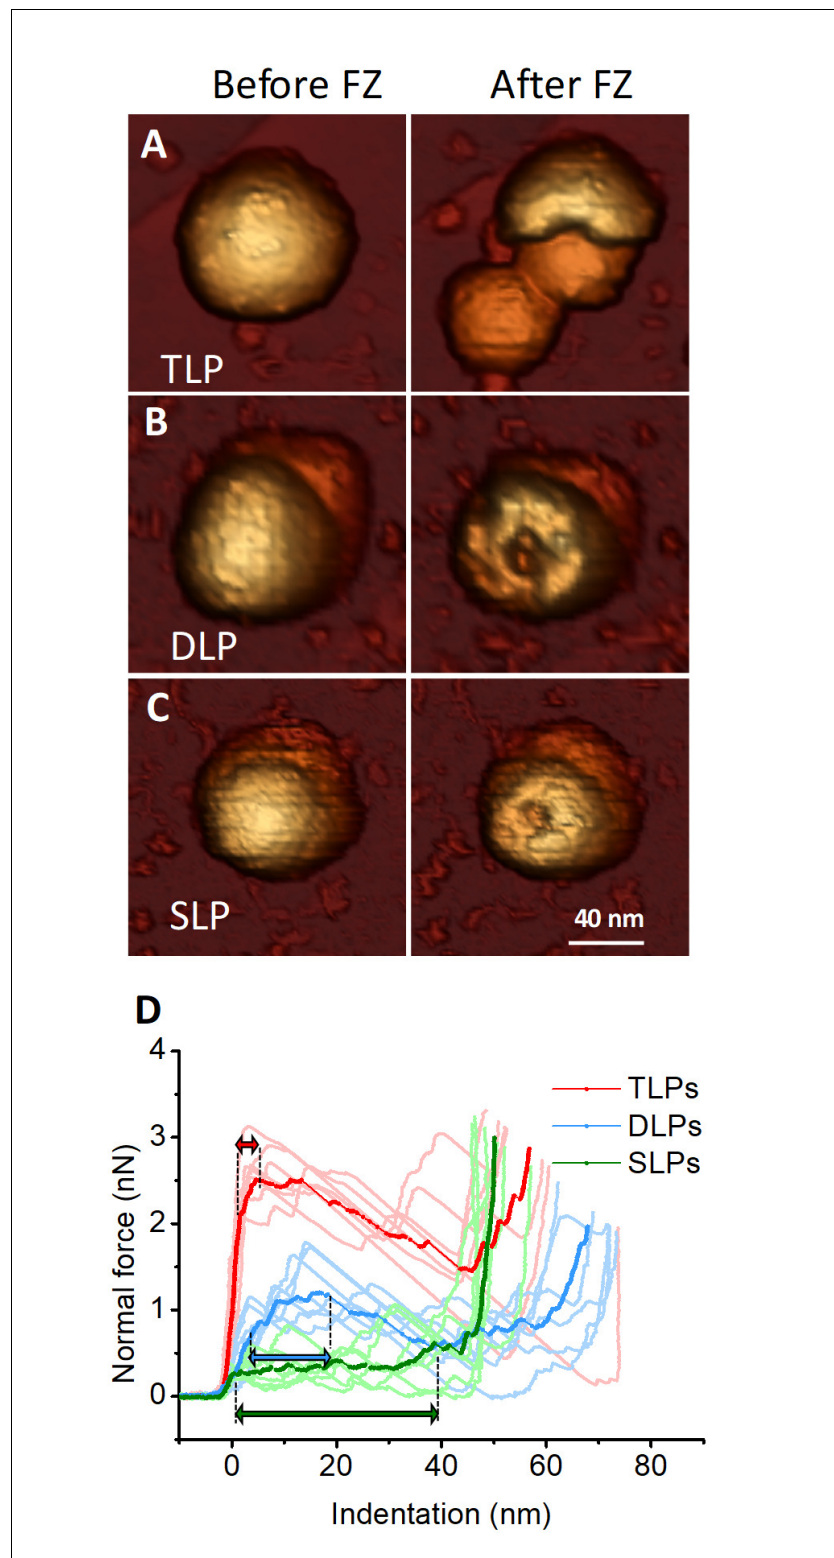 Before FZ After FZ
A
TLP
B
DLP
C
SLP
40 nm
D
4
3
2
1
0
Normal force (nN)
TLPs
DLPs
SLPs
0 20 40 60 80
Indentation (nm)